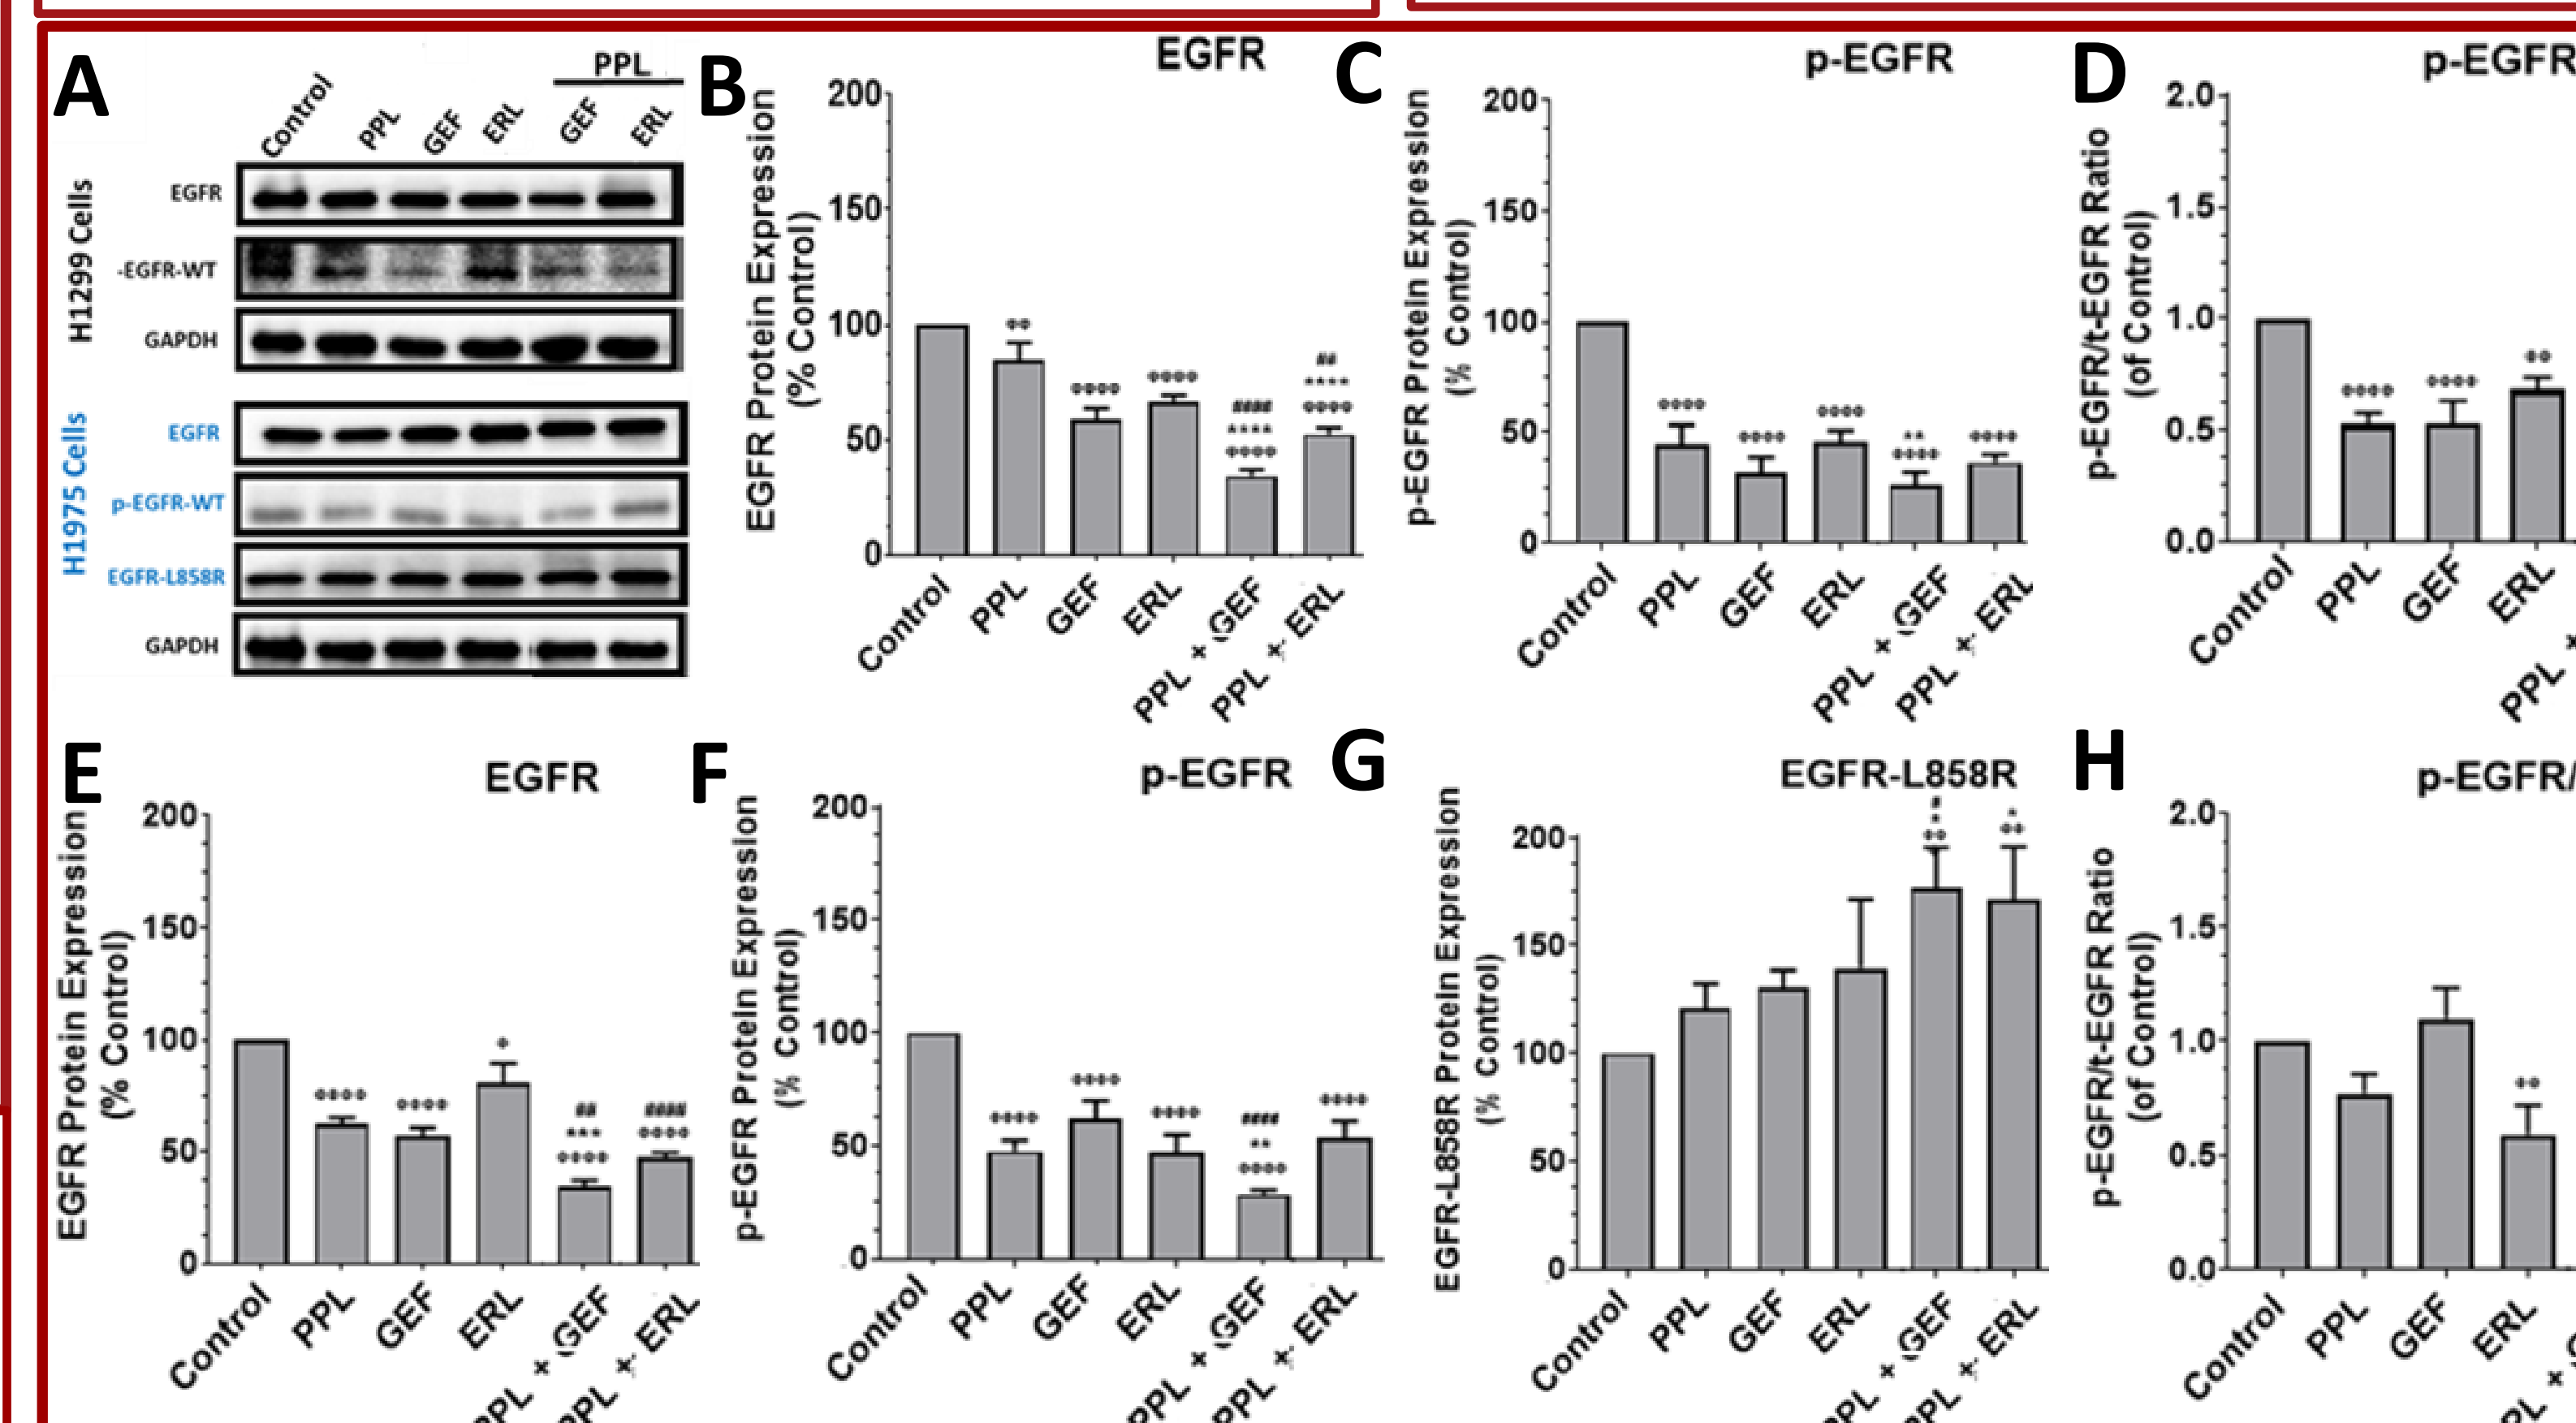 A
PPL
Control
PPL
GEF
ERL
GEF
ERL
H1299 Cells
EGFR
-EGFR-WT
GAPDH
H1975 Cells
EGFR
p-EGFR-WT
EGFR-L858R
GAPDH
B
EGFR
EGFR Protein Expression
(% Control)
200
150
100
50
0
**
****
####
##
Control
PPL
GEF
ERL
PPL + GEF
PPL + ERL
C
p-EGFR
p-EGFR Protein Expression
(% Control)
200
150
100
50
0
**
Control
PPL
GEF
ERL
PPL + GEF
PPL + ERL
D
p-EGFR
p-EGFR/t-EGFR Ratio
(of Control)
2.0
1.5
1.0
0.5
0.0
Control
PPL
GEF
ERL
PPL +
E
EGFR
EGFR Protein Expression
(% Control)
200
150
100
50
0
##
***
####
Control
PPL
GEF
ERL
PPL + GEF
PPL + ERL
F
p-EGFR
p-EGFR Protein Expression
(% Control)
200
150
100
50
0
####
**
Control
PPL
GEF
ERL
PPL + GEF
PPL + ERL
G
EGFR-L858R
EGFR-L858R Protein Expression
(% Control)
200
150
100
50
0
Control
PPL
GEF
ERL
PPL + GEF
PPL + ERL
H
p-EGFR/
p-EGFR/t-EGFR Ratio
(of Control)
2.0
1.5
1.0
0.5
0.0
Control
PPL
GEF
ERL